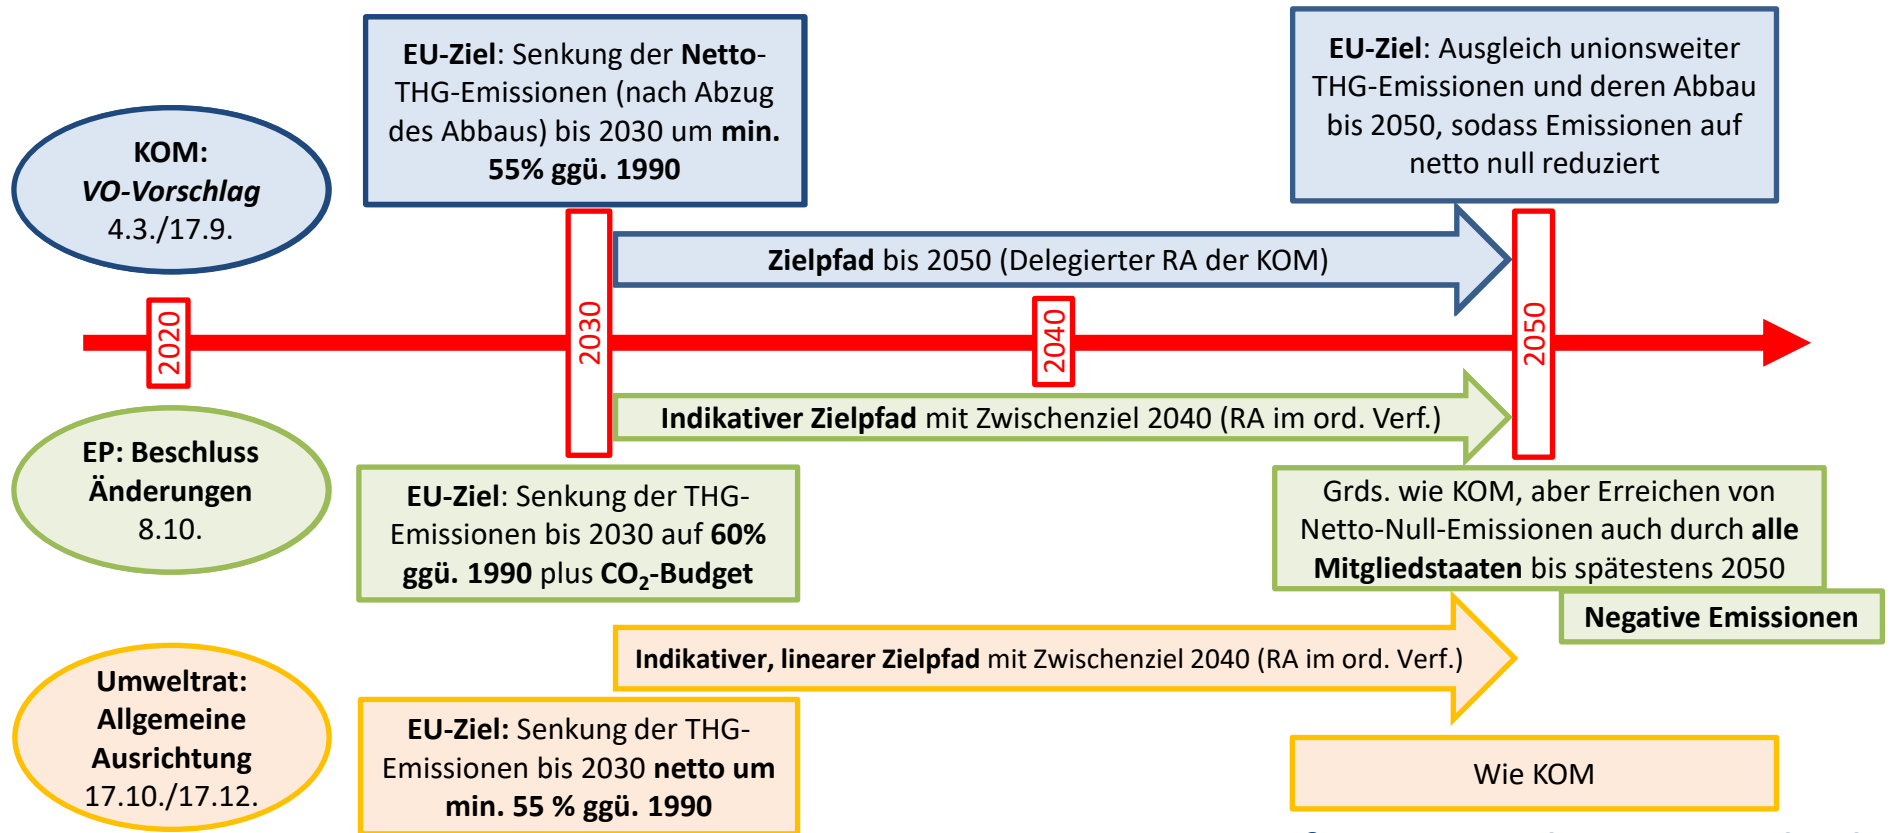 EU-Ziel: Senkung der Netto-
THG-Emissionen (nach Abzug
des Abbaus) bis 2030 um min.
55% ggü. 1990
EU-Ziel: Ausgleich unionsweiter
THG-Emissionen und deren Abbau
bis 2050, sodass Emissionen auf
netto null reduziert
KOM:
VO-Vorschlag
4.3./17.9.
Zielpfad bis 2050 (Delegierter RA der KOM)
2020
2030
2040
2050
Indikativer Zielpfad mit Zwischenziel 2040 (RA im ord. Verf.)
EP: Beschluss
Änderungen
8.10.
EU-Ziel: Senkung der THG-
Emissionen bis 2030 auf 60%
ggü. 1990 plus CO₂-Budget
Grds. wie KOM, aber Erreichen von
Netto-Null-Emissionen auch durch alle
Mitgliedstaaten bis spätestens 2050
Negative Emissionen
Indikativer, linearer Zielpfad mit Zwischenziel 2040 (RA im ord. Verf.)
Umweltrat:
Allgemeine
Ausrichtung
17.10./17.12.
EU-Ziel: Senkung der THG-
Emissionen bis 2030 netto um
min. 55 % ggü. 1990
Wie KOM